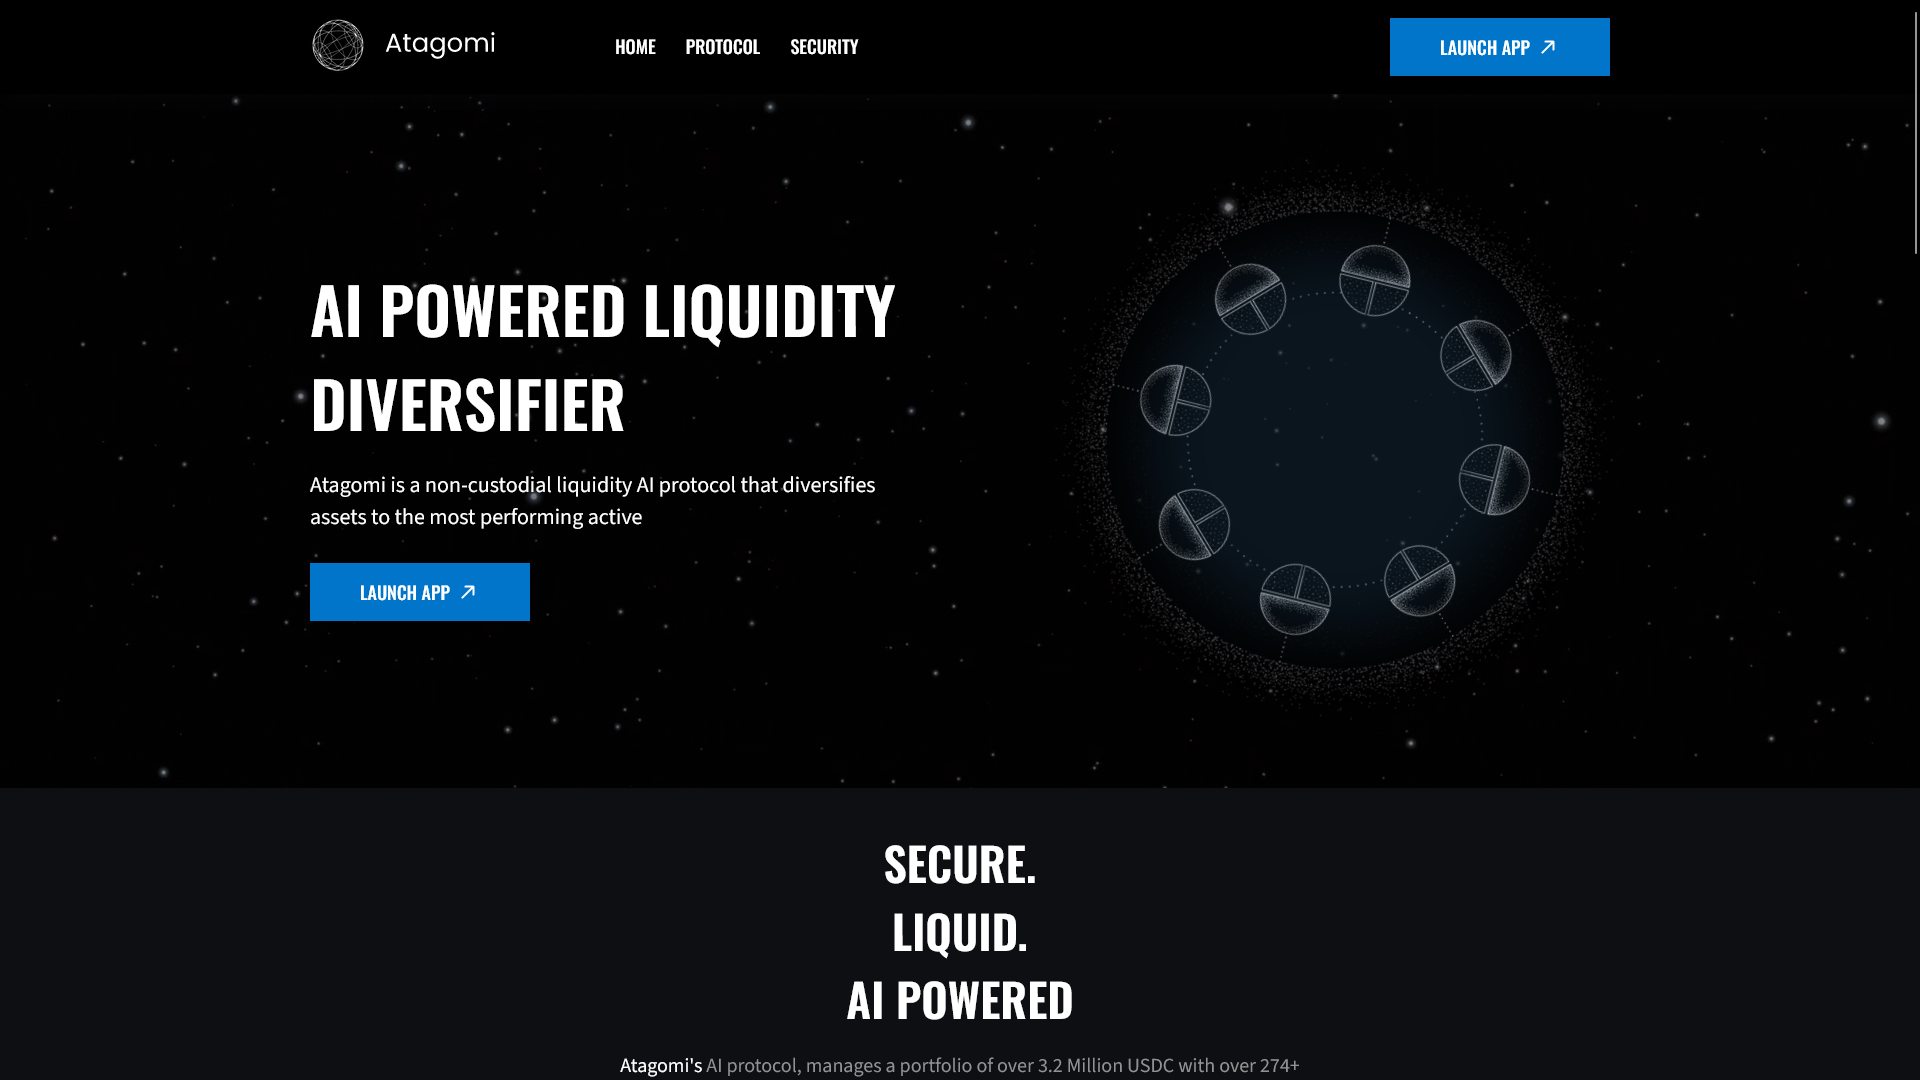 Atagomi
HOME
PROTOCOL
SECURITY
LAUNCH APP
AI POWERED LIQUIDITY
DIVERSIFIER
Atagomi is a non-custodial liquidity AI protocol that diversifies
assets to the most performing active
LAUNCH APP
SECURE.
LIQUID.
AI POWERED
Atagomi's AI protocol, manages a portfolio of over 3.2 Million USDC with over 274+